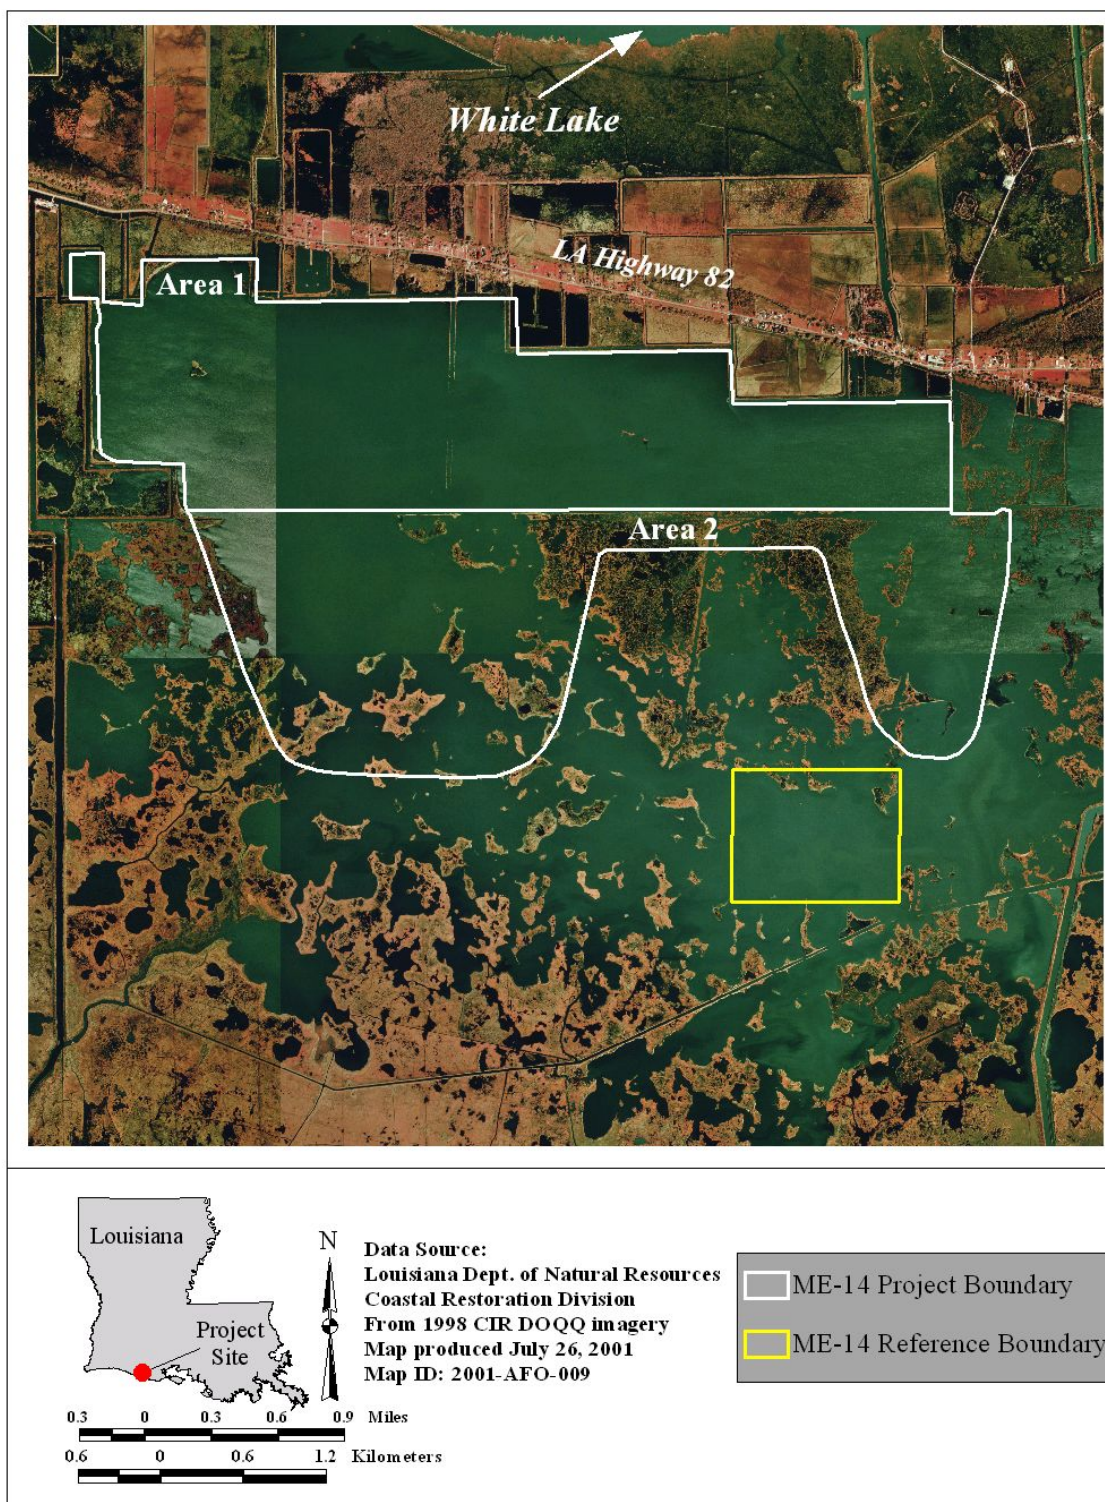 White Lake
LA Highway 82
Area 1
Area 2
Louisiana
Project
Site
N
Data Source:
Louisiana Dept. of Natural Resources
Coastal Restoration Division
From 1998 CIR DOQQ imagery
Map produced July 26, 2001
Map ID: 2001-AFO-009
ME-14 Project Boundary
ME-14 Reference Boundary
0.3 0 0.3 0.6 0.9 Miles
0.6 0 0.6 1.2 Kilometers